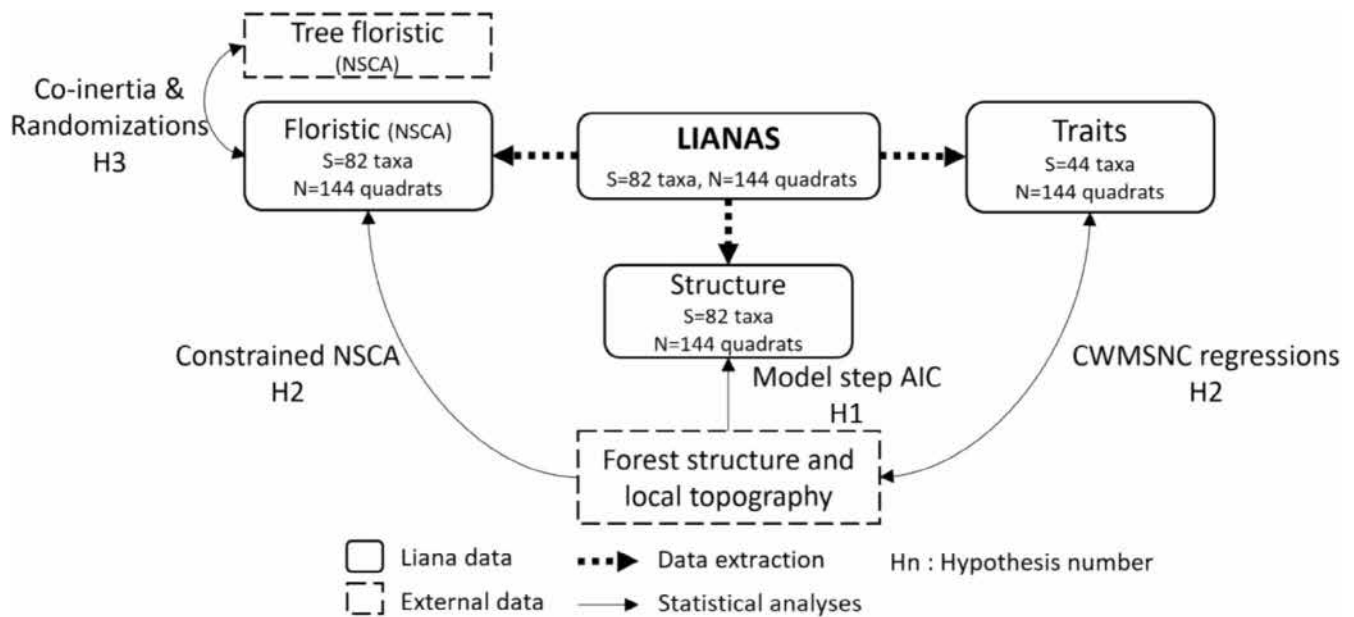 Tree floristic
(NSCA)
Co-inertia &
Randomizations
H3
Floristic (NSCA)
S=82 taxa
N=144 quadrats
LIANAS
S=82 taxa, N=144 quadrats
Traits
S=44 taxa
N=144 quadrats
Structure
S=82 taxa
N=144 quadrats
Constrained NSCA
H2
Model step AIC
H1
CWMSNC regressions
H2
Forest structure and
local topography
Liana data
Data extraction
Hn : Hypothesis number
External data
Statistical analyses